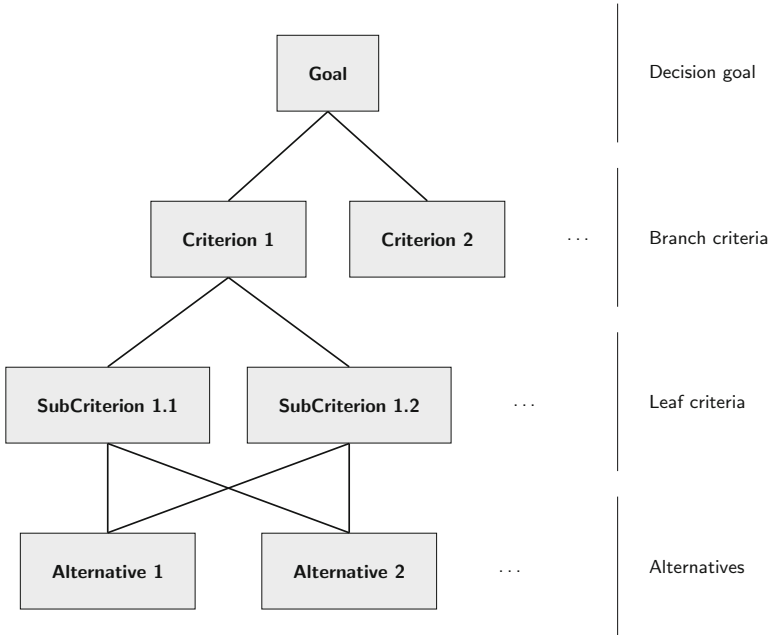 Goal
Decision goal
Criterion 1
Criterion 2
...
Branch criteria
SubCriterion 1.1
SubCriterion 1.2
...
Leaf criteria
Alternative 1
Alternative 2
...
Alternatives